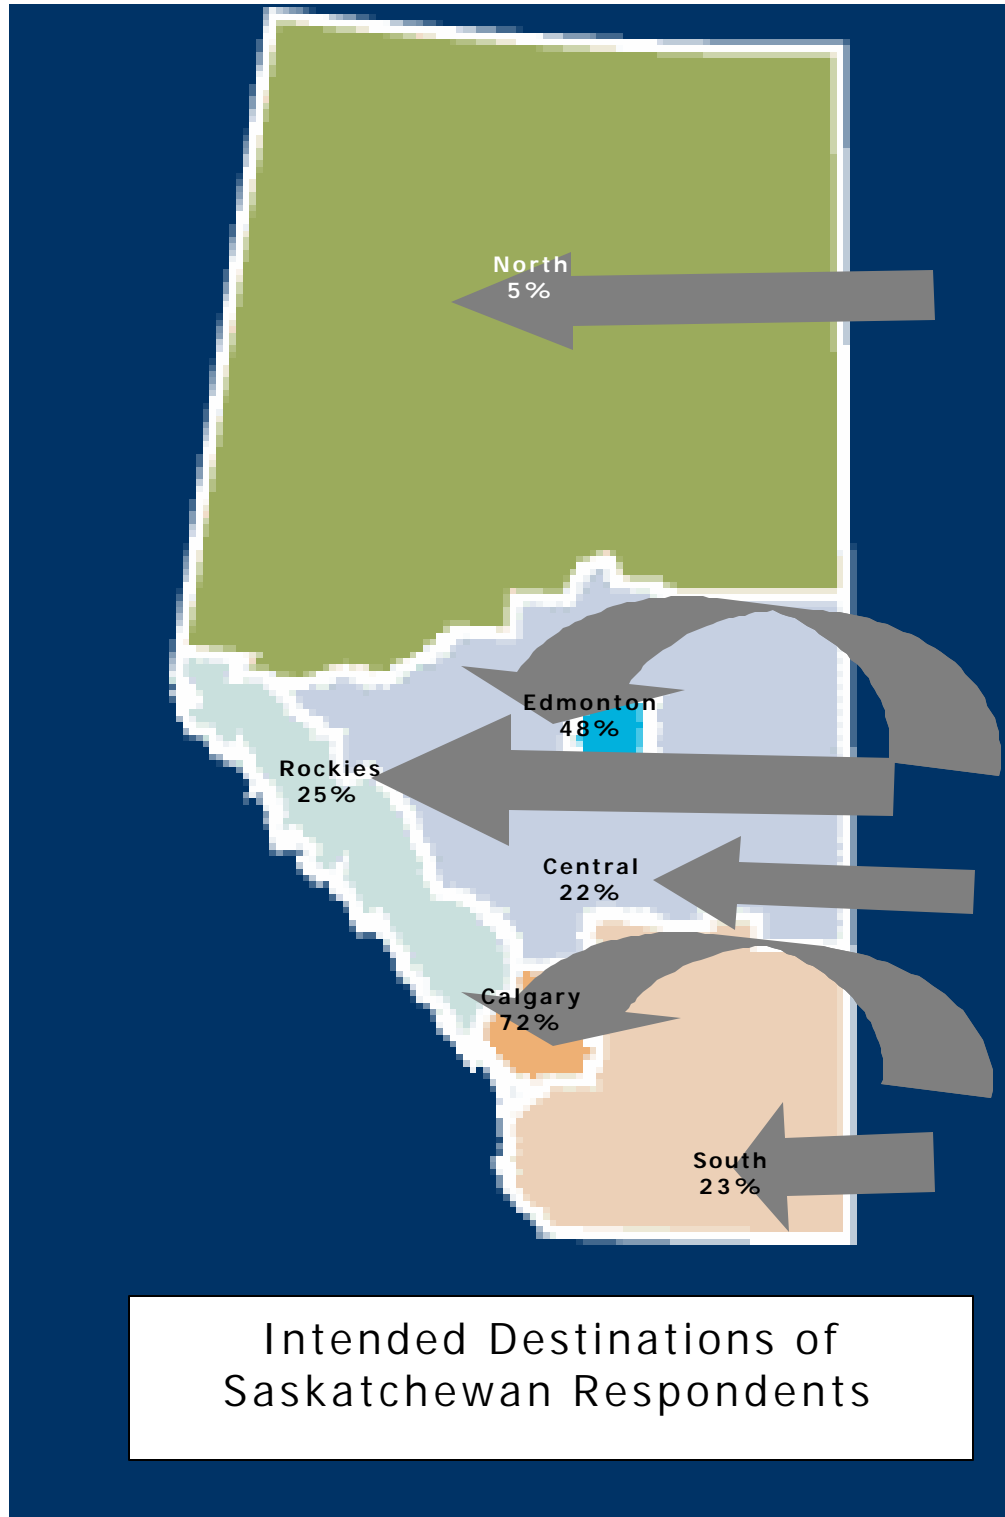 North
5%
Edmonton
48%
Rockies
25%
Central
22%
Calgary
72%
South
23%
Intended Destinations of
Saskatchewan Respondents